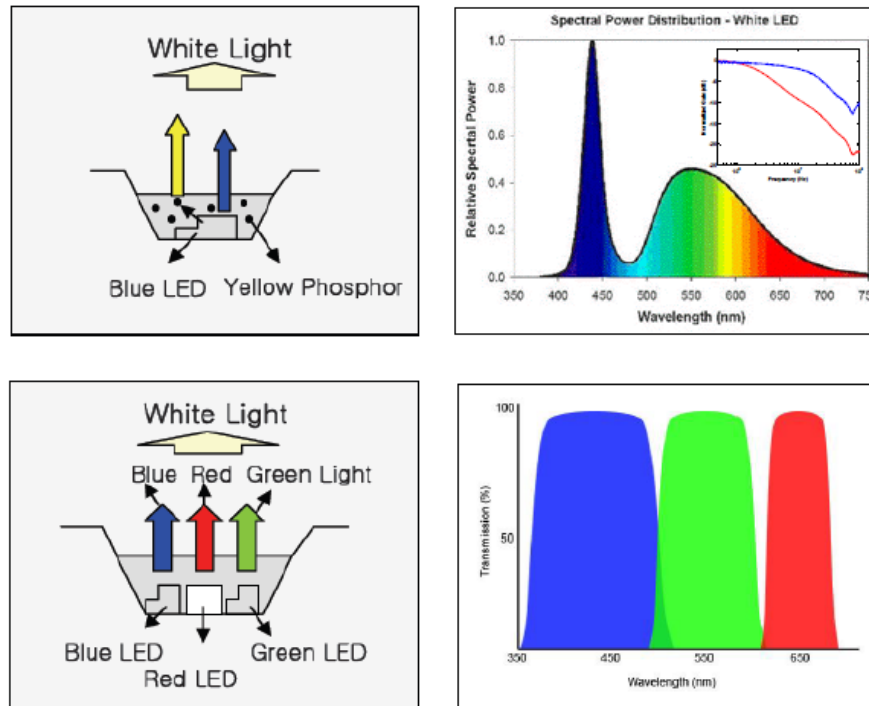 White Light
Blue LED Yellow Phosphor
Spectral Power Distribution - White LED
Relative Spectral Power
1.0
0.8
0.6
0.4
0.2
0.0
350 400 450 500 550 600 650 700 750
Wavelength (nm)
Frequency (Hz)
White Light
Blue Red Green Light
Blue LED Green LED
Red LED
Transmission (%)
100
50
350 450 550 650
Wavelength (nm)